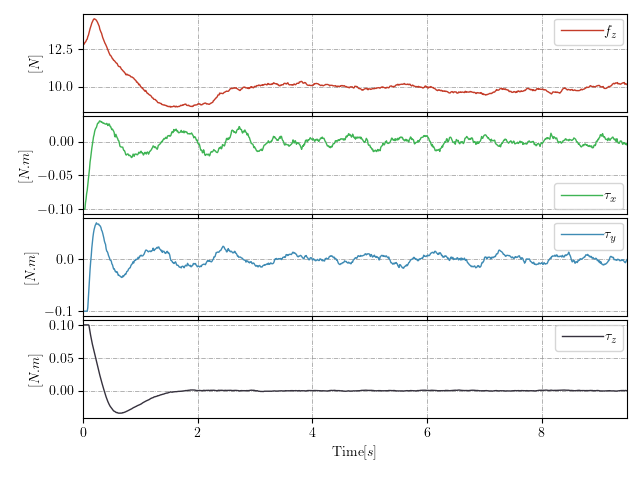 12.5
10.0
[N]
f_z
0.00
−0.05
−0.10
[N.m]
τ_x
0.0
−0.1
[N.m]
τ_y
0.10
0.05
0.00
[N.m]
τ_z
0 2 4 6 8
Time[s]